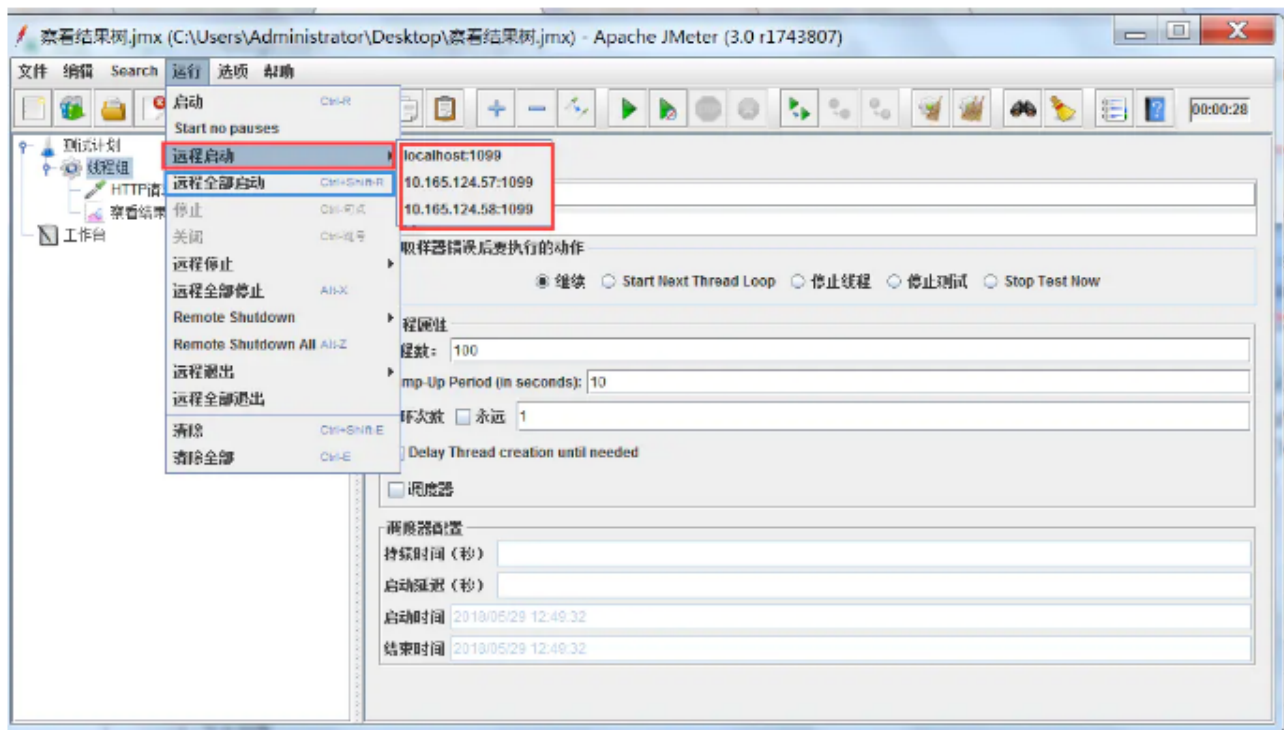 察看结果树.jmx (C:\Users\Administrator\Desktop\察看结果树.jmx) - Apache JMeter (3.0 r1743807)
文件 编辑 Search 运行 选项 帮助
启动 Ctrl-R
00:00:28
Start no pauses
测试计划
远程启动
localhost:1099
线程组
远程全部启动 Ctrl+Shift-R
10.165.124.57:1099
HTTP请
停止 Ctrl-句点
10.165.124.58:1099
察看结果
工作台
关闭 Ctrl-逗号
取样器错误后要执行的动作
远程停止
继续 Start Next Thread Loop 停止线程 停止测试 Stop Test Now
远程全部停止 Alt-X
Remote Shutdown
程属性
Remote Shutdown All Alt-Z
程数： 100
远程退出
mp-Up Period (in seconds): 10
远程全部退出
环次数 永远 1
清除 Ctrl+Shift-E
清除全部 Ctrl-E
Delay Thread creation until needed
调度器
调度器配置
持续时间（秒）
启动延迟（秒）
启动时间 2018/05/29 12:49:32
结束时间 2018/05/29 12:49:32